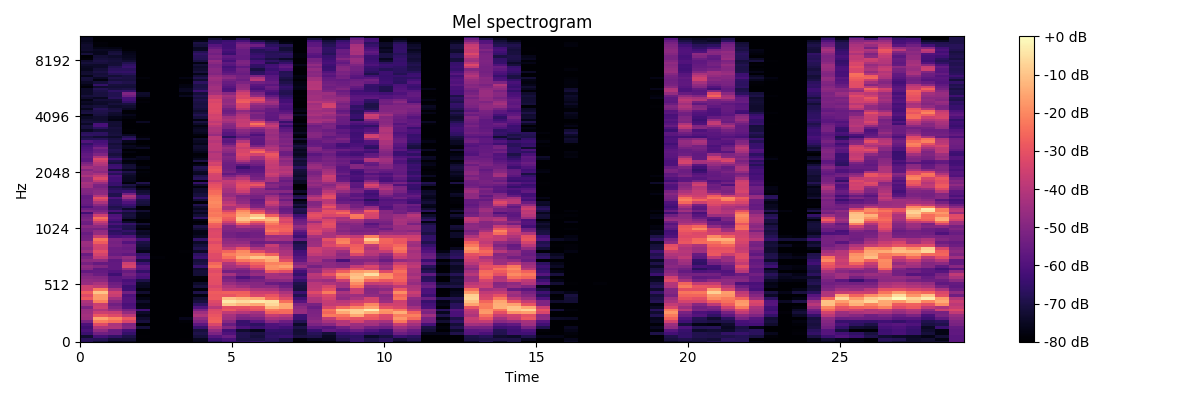 Mel spectrogram
+0 dB
8192
-10 dB
4096
-20 dB
-30 dB
2048
Hz
-40 dB
1024
-50 dB
512
-60 dB
-70 dB
0
-80 dB
0 5 10 15 20 25
Time